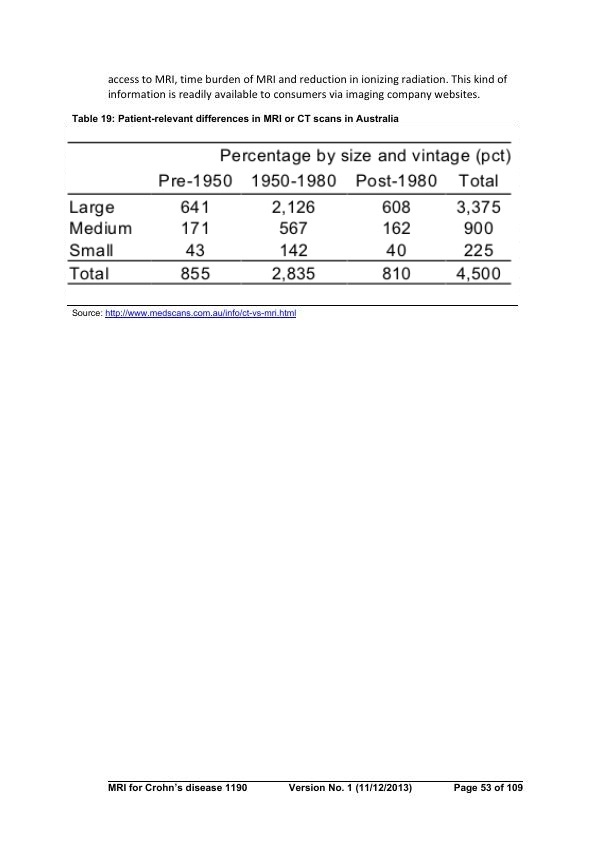 access to MRI, time burden of MRI and reduction in ionizing radiation. This kind of
information is readily available to consumers via imaging company websites.
Table 19: Patient-relevant differences in MRI or CT scans in Australia
Percentage by size and vintage (pct)
Pre-1950 1950-1980 Post-1980 Total
Large 641 2,126 608 3,375
Medium 171 567 162 900
Small 43 142 40 225
Total 855 2,835 810 4,500
Source: http://www.medscans.com.au/info/ct-vs-mri.html
MRI for Crohn's disease 1190 Version No. 1 (11/12/2013) Page 53 of 109